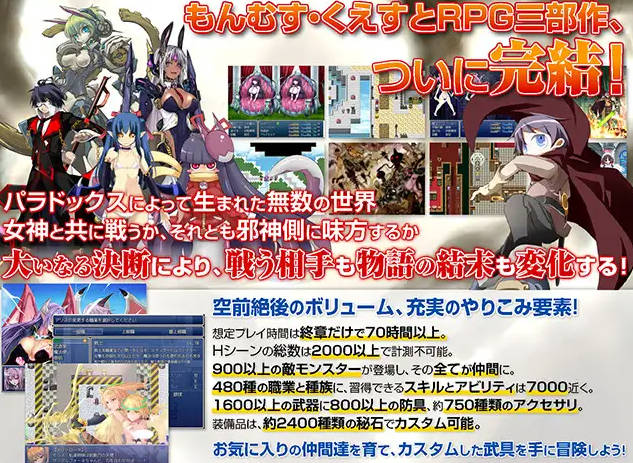 もんむす・くえすとRPG三部作、
ついに完結!
パラドックスによって生まれた無数の世界
女神と共に戦うか、それとも邪神側に味方するか
大いなる決断により、戦う相手も物語の結末も変化する!
空前絶後のボリューム、充実のやりこみ要素!
想定プレイ時間は終章だけで70時間以上。
Hシーンの総数は2000以上で計測不可能。
900以上の敵モンスターが登場し、その全てが仲間に。
480種の職業と種族に、習得できるスキルとアビリティは7000近く。
1600以上の武器に800以上の防具、約750種類のアクセサリ。
装備品は、約2400種類の秘石でカスタム可能。
お気に入りの仲間達を育て、カスタムした武具を手に冒険しよう!